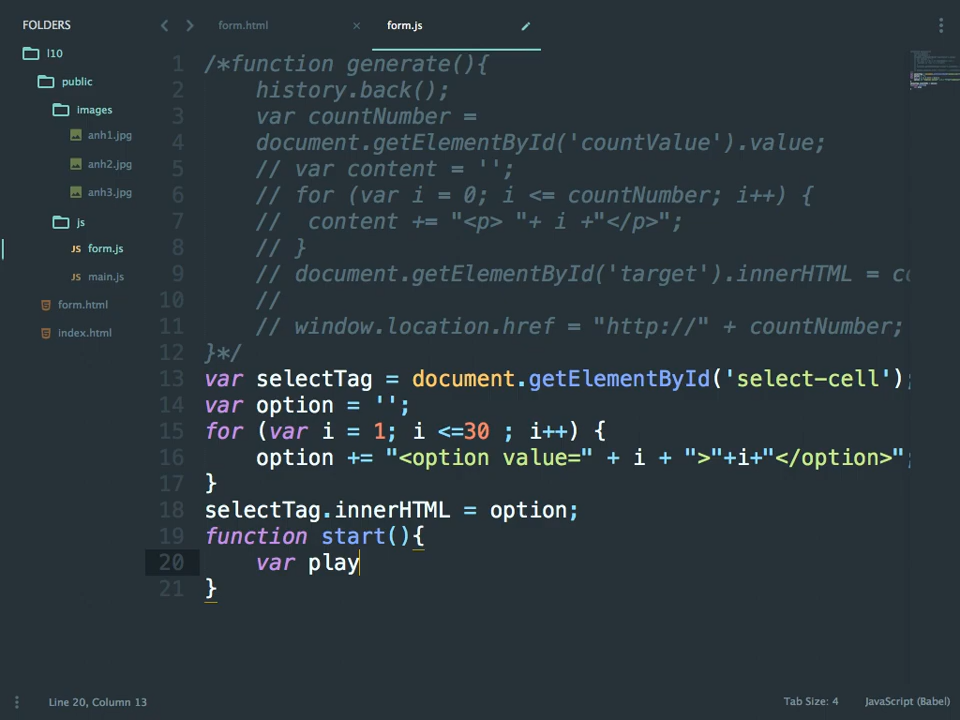 FOLDERS
form.html
form.js
l10
public
images
anh1.jpg
anh2.jpg
anh3.jpg
js
JS form.js
JS main.js
form.html
index.html
1 /*function generate(){
2 history.back();
3 var countNumber =
4 document.getElementById('countValue').value;
5 // var content = '';
6 // for (var i = 0; i <= countNumber; i++) {
7 //  content += "<p> "+ i +"</p>";
8 // }
9 // document.getElementById('target').innerHTML = co
10 //
11 // window.location.href = "http://" + countNumber;
12 }*/
13 var selectTag = document.getElementById('select-cell');
14 var option = '';
15 for (var i = 1; i <=30 ; i++) {
16 option += "<option value=" + i + ">"+i+"</option>";
17 }
18 selectTag.innerHTML = option;
19 function start(){
20 var play
21 }
Line 20, Column 13
Tab Size: 4
JavaScript (Babel)